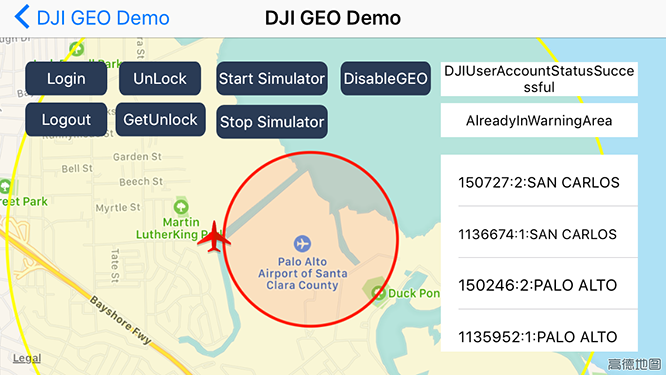 DJI GEO Demo
DJI GEO Demo
Login
UnLock
Start Simulator
DisableGEO
DJIUserAccountStatusSucce
ssful
Logout
GetUnlock
Stop Simulator
AlreadyInWarningArea
Garden St
Bell St
Beech St
Myrtle St
Martin
LutherKing Pa
Tate St
Bayshore Fwy
Palo Alto
Airport of Santa
Clara County
Duck Pon
150727:2:SAN CARLOS
1136674:1:SAN CARLOS
150246:2:PALO ALTO
1135952:1:PALO ALTO
Legal
高德地图